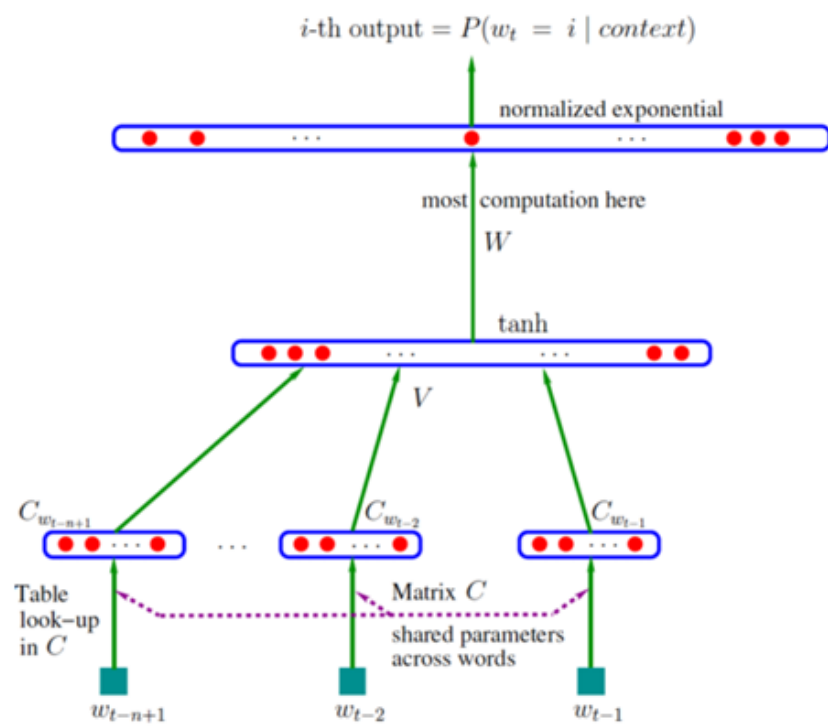 i-th output = P(w_t = i | context)
normalized exponential
. . . . . .
most computation here
W
tanh
. . . . . .
V
C_{w_{t−n+1}} C_{w_{t−2}} C_{w_{t−1}}
. . . . . . . . . . . .
Table
look−up
in C
Matrix C
shared parameters
across words
w_{t−n+1} w_{t−2} w_{t−1}